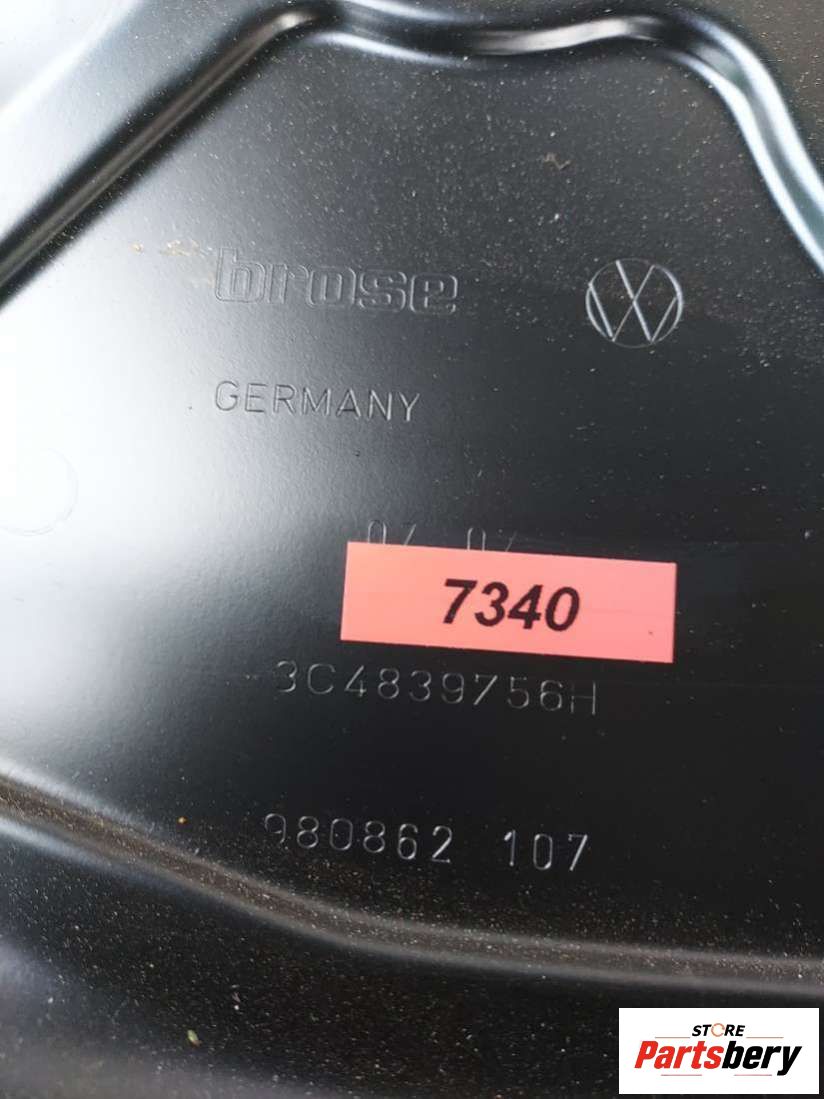 brose
GERMANY
7340
3C4839756H
980862 107
STORE
Partsbery